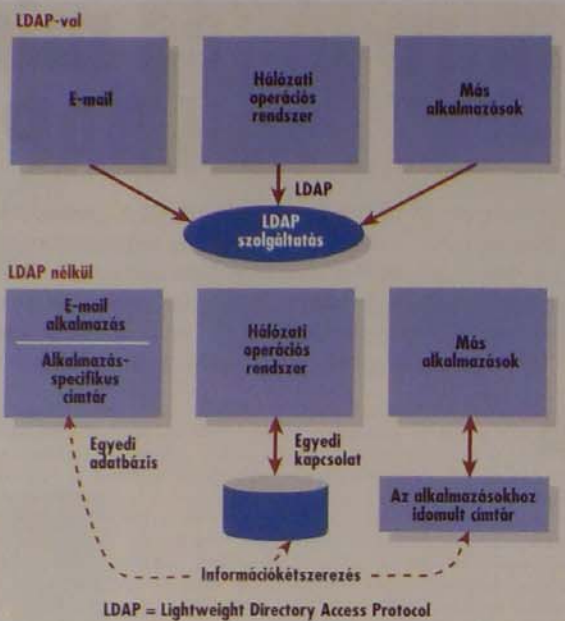 LDAP-val
E-mail
Hálózati
operációs
rendszer
Más
alkalmazások
LDAP
LDAP
szolgáltatás
LDAP nélkül
E-mail
alkalmazás
Alkalmazás-
specifikus
címtár
Hálózati
operációs
rendszer
Más
alkalmazások
Egyedi
adatbázis
Egyedi
kapcsolat
Az alkalmazásokhoz
idomult címtár
Információkétszerezés
LDAP = Lightweight Directory Access Protocol